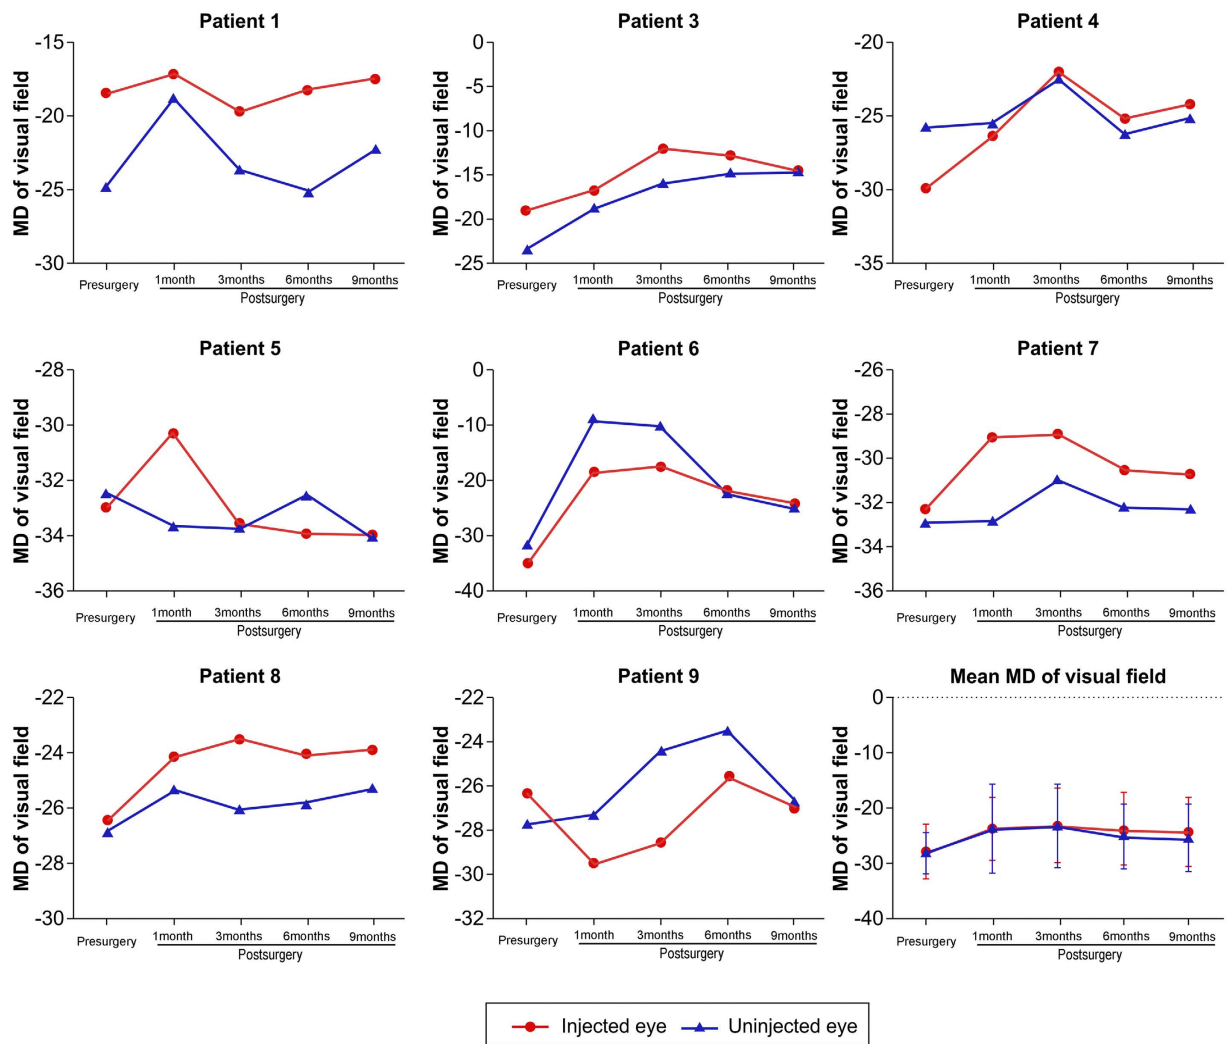 Patient 1
MD of visual field
-15
-20
-25
-30
Presurgery
1month
3months
6months
9months
Postsurgery
Patient 3
MD of visual field
0
-5
-10
-15
-20
-25
Presurgery
1month
3months
6months
9months
Postsurgery
Patient 4
MD of visual field
-20
-25
-30
-35
Presurgery
1month
3months
6months
9months
Postsurgery
Patient 5
MD of visual field
-28
-30
-32
-34
-36
Presurgery
1month
3months
6months
9months
Postsurgery
Patient 6
MD of visual field
0
-10
-20
-30
-40
Presurgery
1month
3months
6months
9months
Postsurgery
Patient 7
MD of visual field
-26
-28
-30
-32
-34
-36
Presurgery
1month
3months
6months
9months
Postsurgery
Patient 8
MD of visual field
-22
-24
-26
-28
-30
Presurgery
1month
3months
6months
9months
Postsurgery
Patient 9
MD of visual field
-22
-24
-26
-28
-30
-32
Presurgery
1month
3months
6months
9months
Postsurgery
Mean MD of visual field
MD of visual field
0
-10
-20
-30
-40
Presurgery
1month
3months
6months
9months
Postsurgery
Injected eye
Uninjected eye